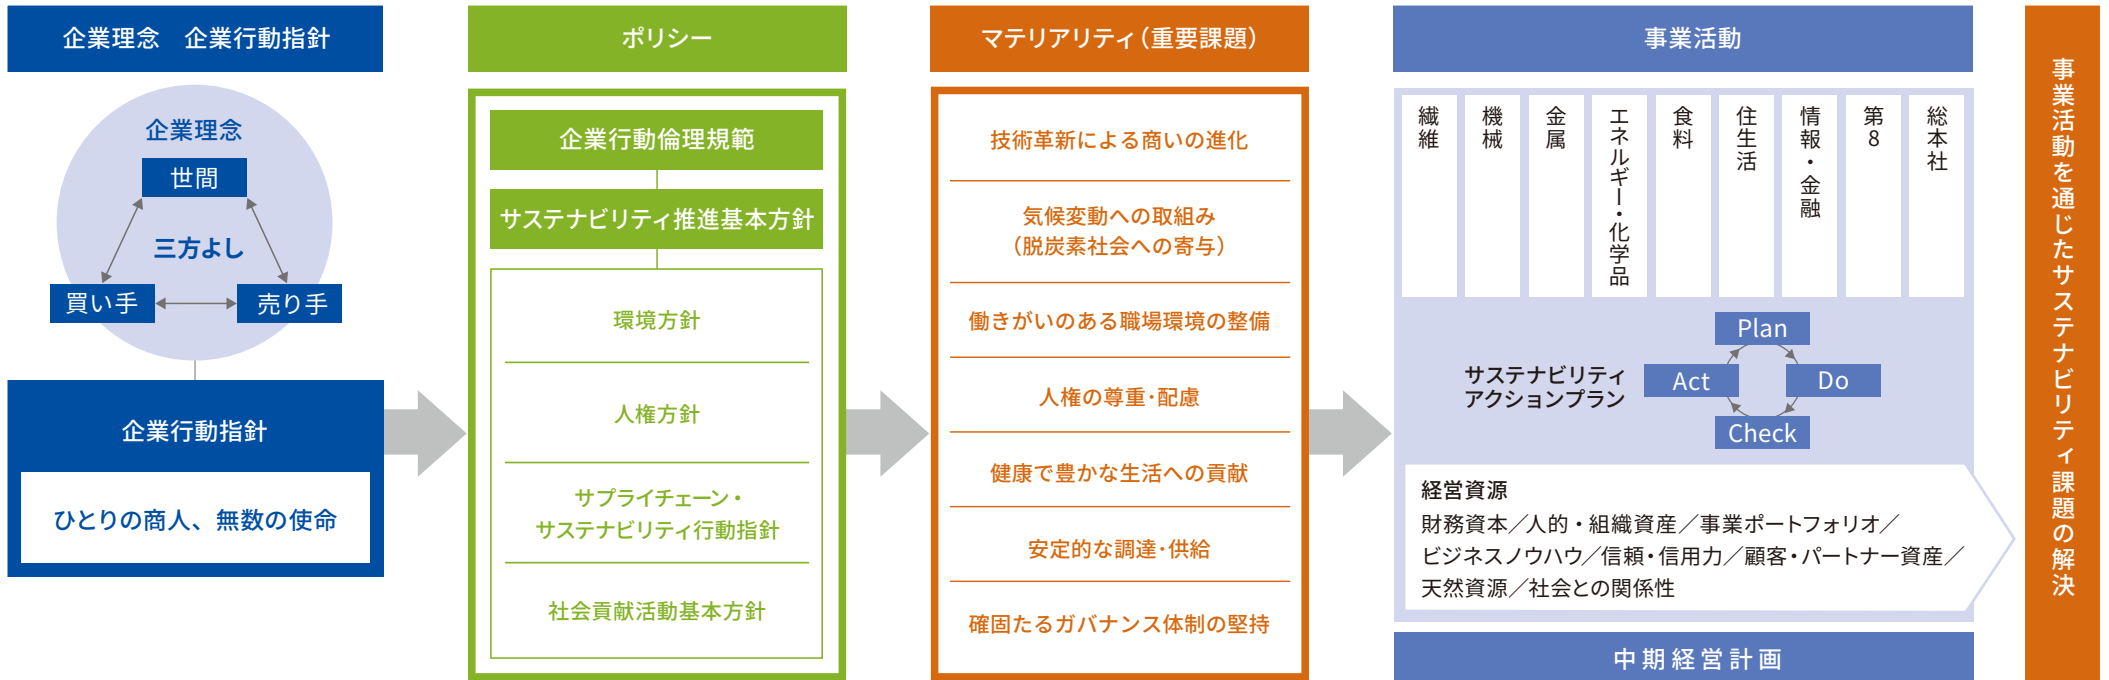 企業理念　企業行動指針
企業理念
世間
三方よし
買い手
売り手
企業行動指針
ひとりの商人、無数の使命
ポリシー
企業行動倫理規範
サステナビリティ推進基本方針
環境方針
人権方針
サプライチェーン・
サステナビリティ行動指針
社会貢献活動基本方針
マテリアリティ（重要課題）
技術革新による商いの進化
気候変動への取組み
（脱炭素社会への寄与）
働きがいのある職場環境の整備
人権の尊重・配慮
健康で豊かな生活への貢献
安定的な調達・供給
確固たるガバナンス体制の堅持
事業活動
繊維
機械
金属
エネルギー・化学品
食料
住生活
情報・金融
第8
総本社
サステナビリティ
アクションプラン
Plan
Do
Check
Act
経営資源
財務資本／人的・組織資産／事業ポートフォリオ／
ビジネスノウハウ／信頼・信用力／顧客・パートナー資産／
天然資源／社会との関係性
中期経営計画
事業活動を通じたサステナビリティ課題の解決